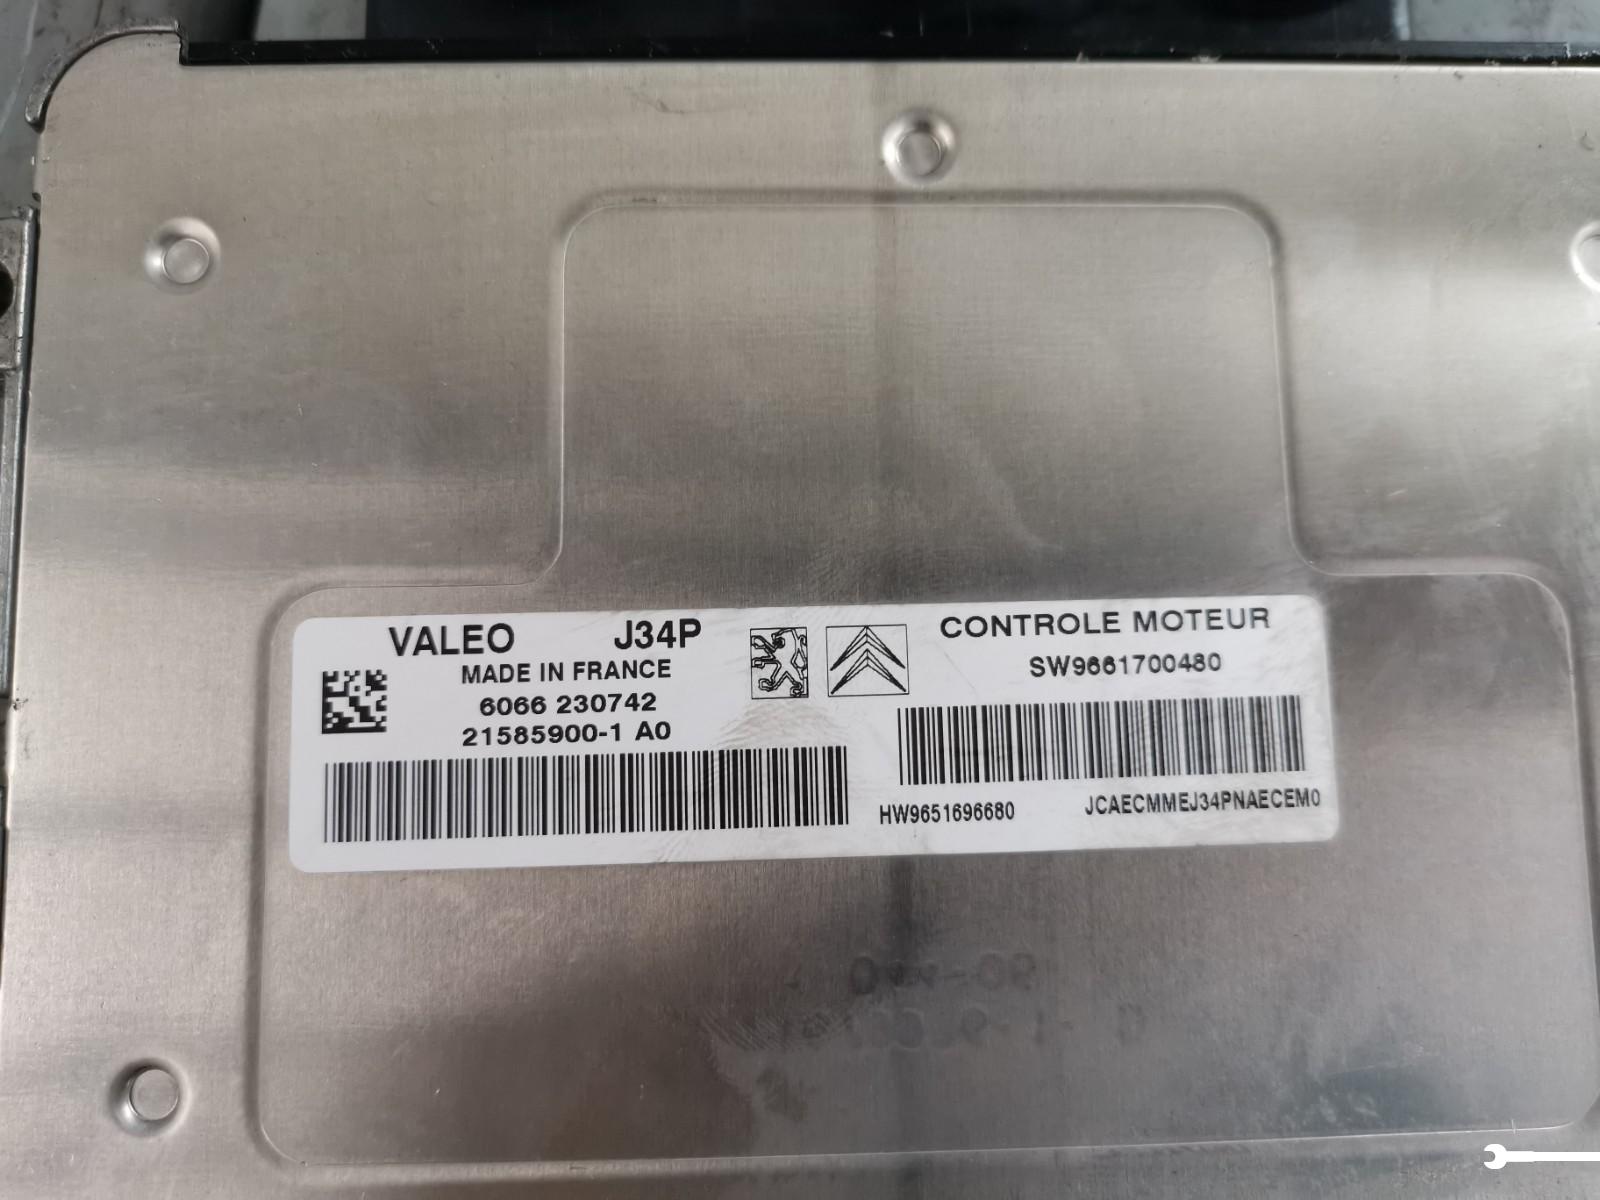 VALEO J34P
MADE IN FRANCE
6066 230742
21585900-1 A0
CONTROLE MOTEUR
SW9661700480
HW9651696680 JCAECMMEJ34PNAECEM0